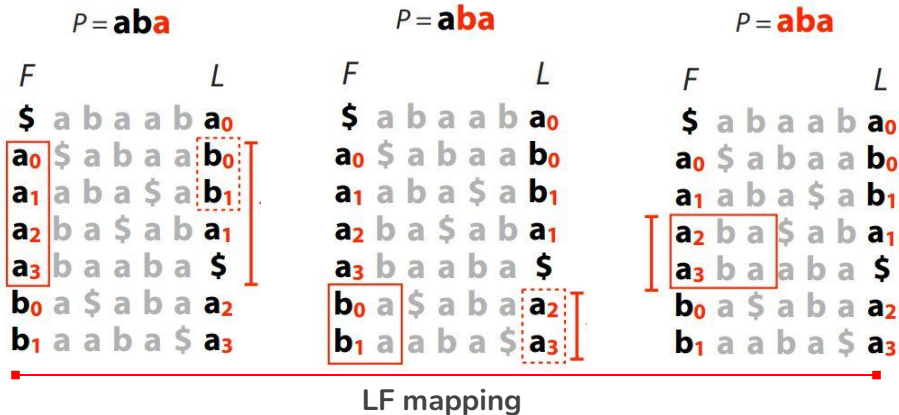 P = aba
F L
$ a b a a b a0
a0 $ a b a a b0
a1 a b a $ a b1
a2 b a $ a b a1
a3 b a a b a $
b0 a $ a b a a2
b1 a a b a $ a3
P = aba
F L
$ a b a a b a0
a0 $ a b a a b0
a1 a b a $ a b1
a2 b a $ a b a1
a3 b a a b a $
b0 a $ a b a a2
b1 a a b a $ a3
P = aba
F L
$ a b a a b a0
a0 $ a b a a b0
a1 a b a $ a b1
a2 b a $ a b a1
a3 b a a b a $
b0 a $ a b a a2
b1 a a b a $ a3
LF mapping